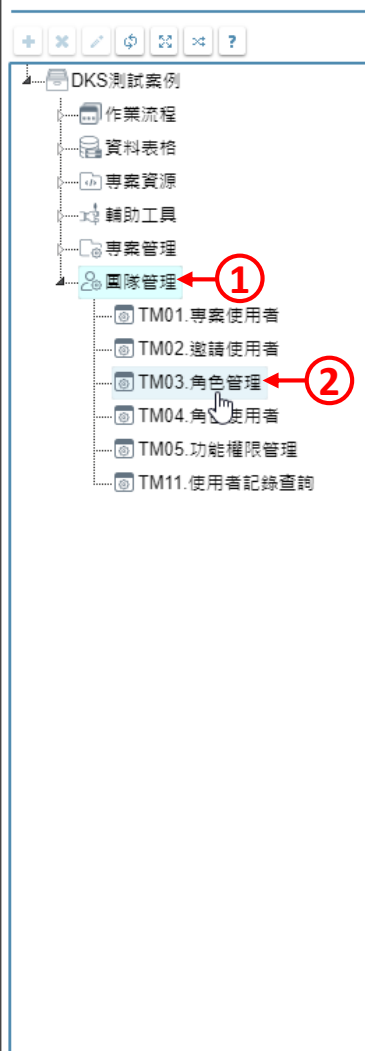 ?
DKS測試案例
作業流程
資料表格
專案資源
輔助工具
專案管理
團隊管理 1
TM01.專案使用者
TM02.邀請使用者
TM03.角色管理 2
TM04.角色使用者
TM05.功能權限管理
TM11.使用者記錄查詢